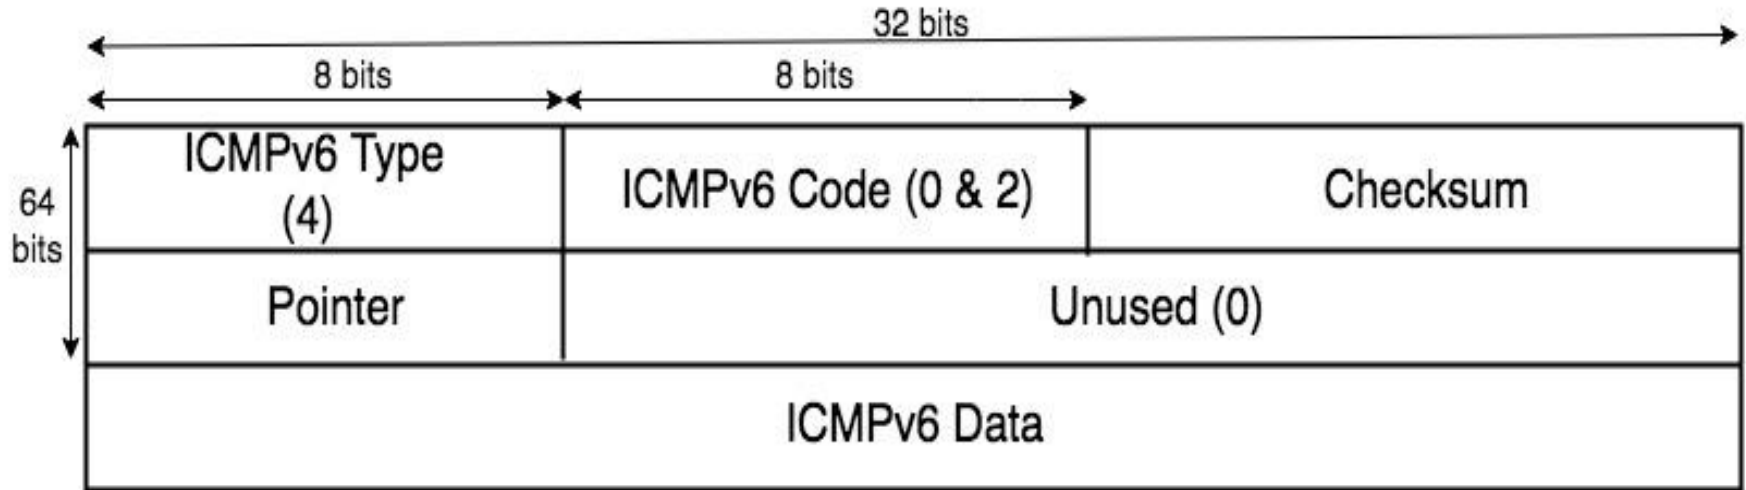 32 bits
8 bits
8 bits
64
bits
ICMPv6 Type
(4)
ICMPv6 Code (0 & 2)
Checksum
Pointer
Unused (0)
ICMPv6 Data